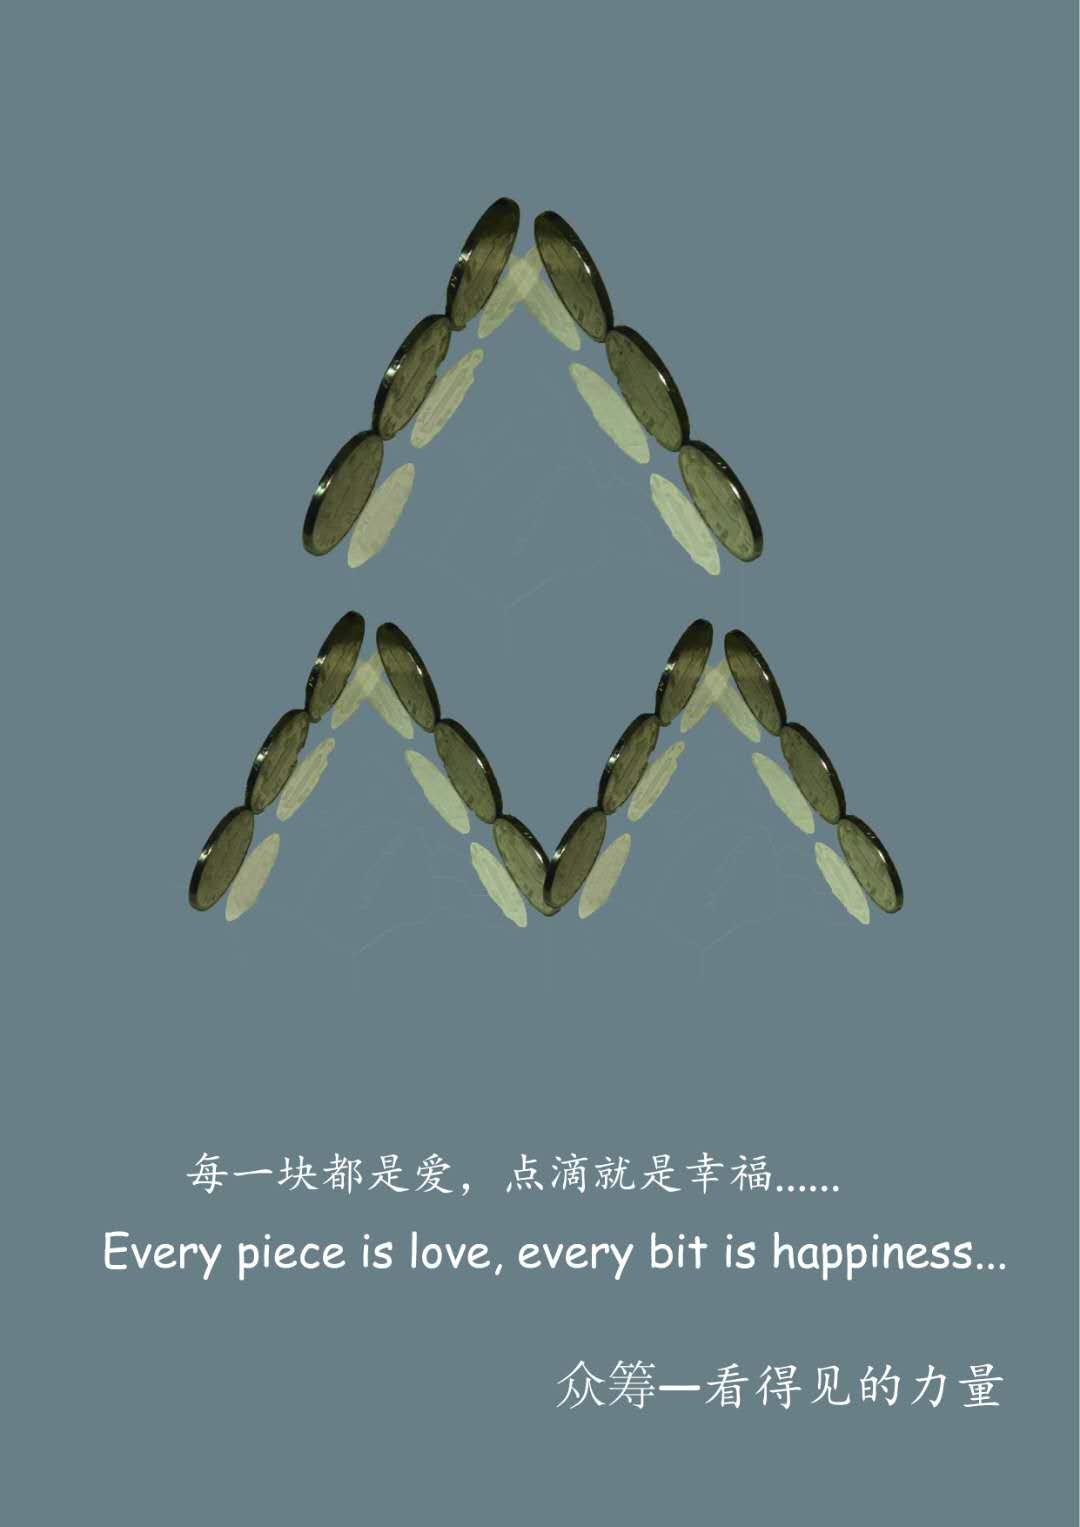 每一块都是爱，点滴就是幸福......
Every piece is love, every bit is happiness...
众筹—看得见的力量